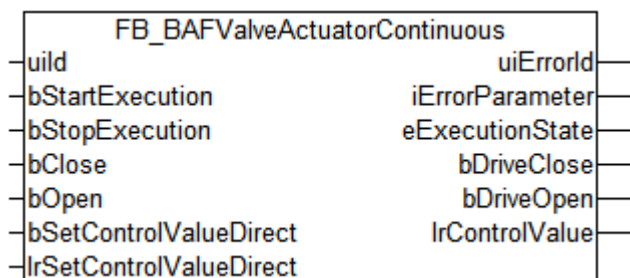 FB_BAFValveActuatorContinuous
uiId uiErrorId
bStartExecution iErrorParameter
bStopExecution eExecutionState
bClose bDriveClose
bOpen bDriveOpen
bSetControlValueDirect lrControlValue
lrSetControlValueDirect